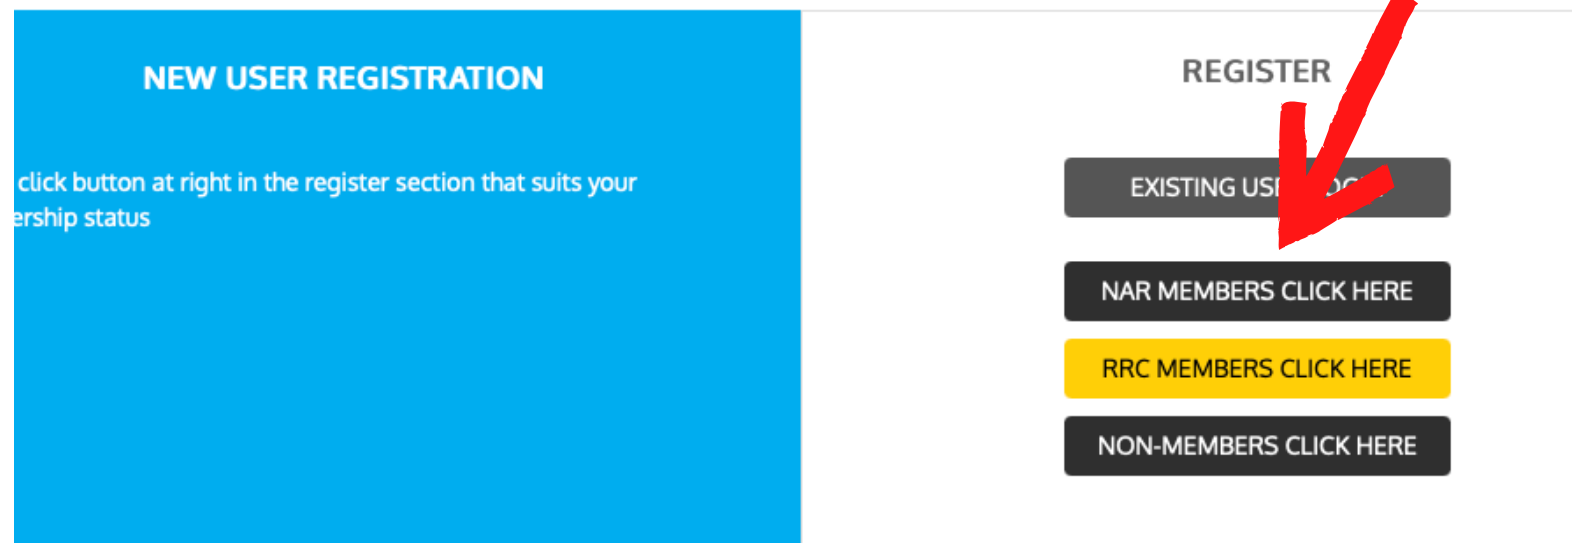 NEW USER REGISTRATION
click button at right in the register section that suits your
ership status
REGISTER
EXISTING
NAR MEMBERS CLICK HERE
RRC MEMBERS CLICK HERE
NON-MEMBERS CLICK HERE